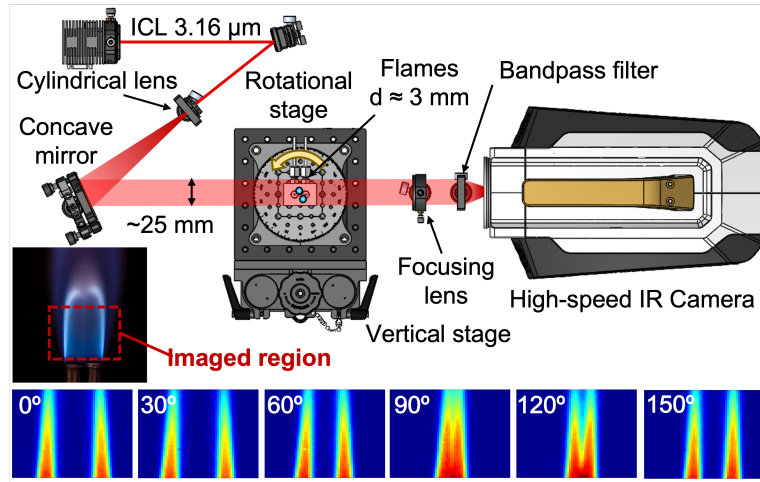 ICL 3.16 µm
Cylindrical lens
Rotational
stage
Flames
d ≈ 3 mm
Bandpass filter
Concave
mirror
~25 mm
Focusing
lens
High-speed IR Camera
Vertical stage
Imaged region
0º
30º
60º
90º
120º
150º